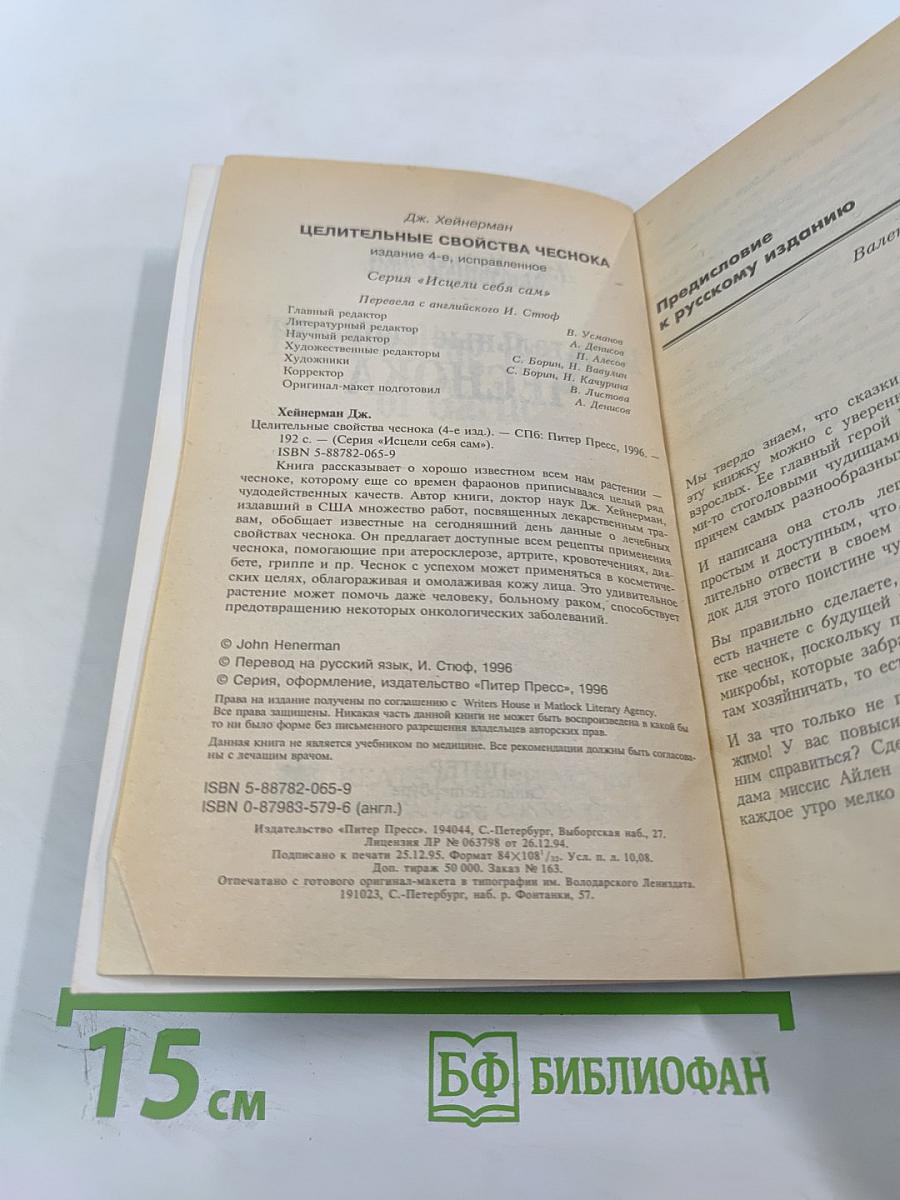 Дж. Хейнерман
ЦЕЛИТЕЛЬНЫЕ СВОЙСТВА ЧЕСНОКА
издание 4-е, исправленное
Серия «Исцели себя сам»
Перевела с английского И. Стюф
Главный редактор В. Усманов
Литературный редактор А. Денисов
Научный редактор П. Алесов
Художественные редакторы С. Борин, Н. Вавулин
Художники С. Борин, Н. Качурина
Корректор В. Листова
Оригинал-макет подготовил А. Денисов
Хейнерман Дж.
Целительные свойства чеснока (4-е изд.). — СПб: Питер Пресс, 1996. —
192 с. — (Серия «Исцели себя сам»).
ISBN 5-88782-065-9
Книга рассказывает о хорошо известном всем нам растении —
чесноке, которому еще со времен фараонов приписывался целый ряд
чудодейственных качеств. Автор книги, доктор наук Дж. Хейнерман,
издавший в США множество работ, посвященных лекарственным тра-
вам, обобщает известные на сегодняшний день данные о лечебных
свойствах чеснока. Он предлагает доступные всем рецепты применения
чеснока, помогающие при атеросклерозе, артрите, кровотечениях, диа-
бете, гриппе и пр. Чеснок с успехом может применяться в косметиче-
ских целях, облагораживая и омолаживая кожу лица. Это удивительное
растение может помочь даже человеку, больному раком, способствует
предотвращению некоторых онкологических заболеваний.
© John Henerman
© Перевод на русский язык, И. Стюф, 1996
© Серия, оформление, издательство «Питер Пресс», 1996
Права на издание получены по соглашению с Writers House и Matlock Literary Agency.
Все права защищены. Никакая часть данной книги не может быть воспроизведена в какой бы
то ни было форме без письменного разрешения владельцев авторских прав.
Данная книга не является учебником по медицине. Все рекомендации должны быть согласова-
ны с лечащим врачом.
ISBN 5-88782-065-9
ISBN 0-87983-579-6 (англ.)
Издательство «Питер Пресс». 194044, С.-Петербург, Выборгская наб., 27.
Лицензия ЛР № 063798 от 26.12.94.
Подписано к печати 25.12.95. Формат 84×108¹/₃₂. Усл. п. л. 10,08.
Доп. тираж 50 000. Заказ № 163.
Отпечатано с готового оригинал-макета в типографии им. Володарского Лениздата.
191023, С.-Петербург, наб. р. Фонтанки, 57.
Предисловие
к русскому изданию
Вален
Мы твердо знаем, что сказки
эту книжку можно с уверенн
взрослых. Ее главный герой
ми-то стоголовыми чудищами
причем самых разнообразных
И написана она столь лег
простым и доступным, что
лительно отвести в своем
док для этого поистине чу
Вы правильно сделаете,
есть начнете с будущей
тке чеснок, поскольку п
микробы, которые забра
там хозяйничать, то ест
И за что только не п
жимо! У вас повыси
ним справиться? Сде
дама миссис Айлен
каждое утро мелко
15 см
БФ БИБЛИОФАН